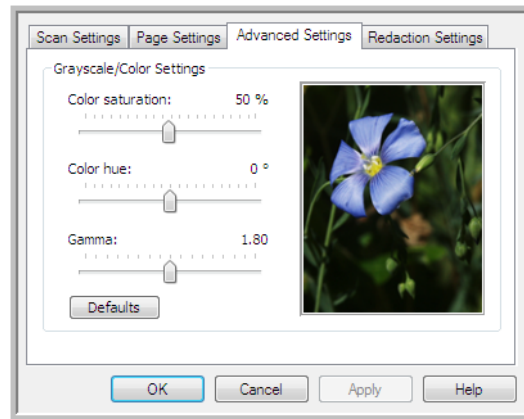 Scan Settings Page Settings Advanced Settings Redaction Settings
Grayscale/Color Settings
Color saturation: 50 %
Color hue: 0 °
Gamma: 1.80
Defaults
OK Cancel Apply Help